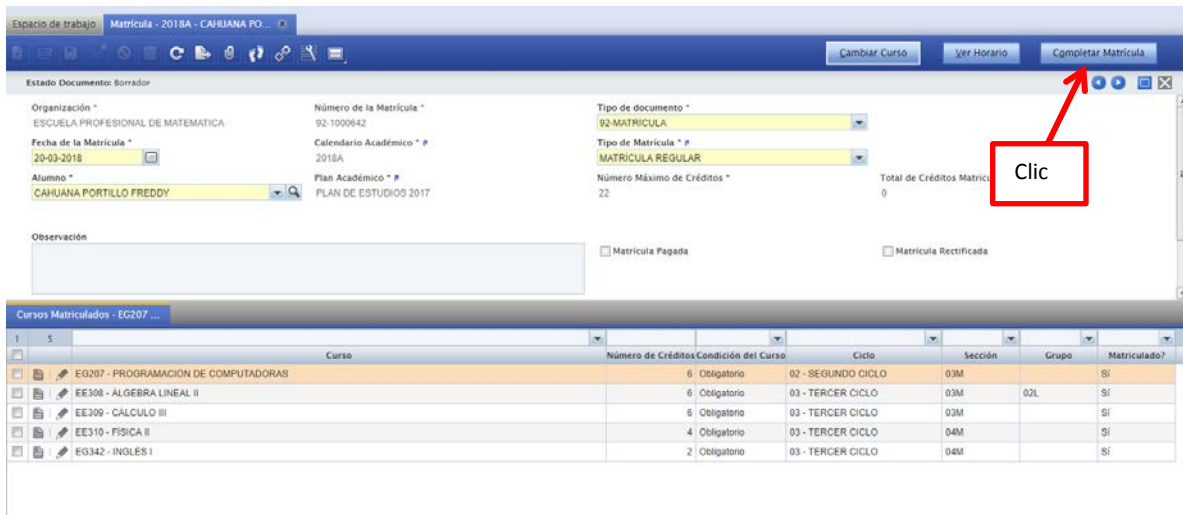 Espacio de trabajo Matrícula - 2018A - CAHUANA PO...
Cambiar Curso Ver Horario Completar Matrícula
Estado Documento: Borrador
Organización * Número de la Matrícula * Tipo de documento *
ESCUELA PROFESIONAL DE MATEMATICA 92-1000642 92-MATRÍCULA
Fecha de la Matrícula * Calendario Académico * Tipo de Matrícula *
20-03-2018 2018A MATRÍCULA REGULAR
Alumno * Plan Académico * Número Máximo de Créditos * Total de Créditos Matricu
CAHUANA PORTILLO FREDDY PLAN DE ESTUDIOS 2017 22 0
Clic
Observación
Matrícula Pagada Matrícula Rectificada
Cursos Matriculados - EG207 ...
1 S
Curso Número de Créditos Condición del Curso Ciclo Sección Grupo Matriculado?
EG207 - PROGRAMACIÓN DE COMPUTADORAS 6 Obligatorio 02 - SEGUNDO CICLO 03M Sí
EE308 - ÁLGEBRA LINEAL II 6 Obligatorio 03 - TERCER CICLO 03M 02L Sí
EE309 - CÁLCULO III 6 Obligatorio 03 - TERCER CICLO 03M Sí
EE310 - FÍSICA II 4 Obligatorio 03 - TERCER CICLO 04M Sí
EG342 - INGLÉS I 2 Obligatorio 03 - TERCER CICLO 04M Sí